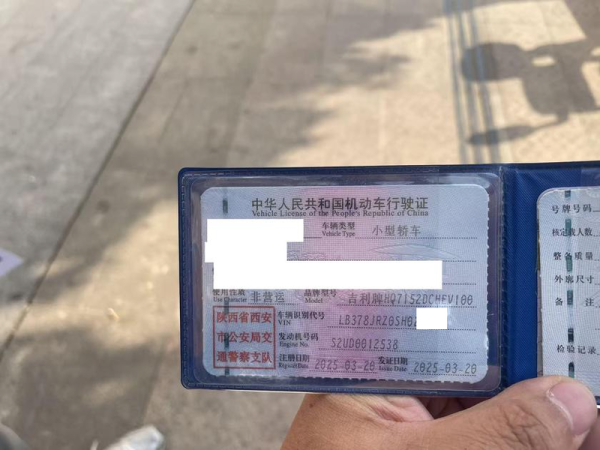 中华人民共和国机动车行驶证
Vehicle License of the People's Republic of China
车辆类型 小型轿车
Vehicle Type
使用性质 非营运 品牌型号 吉利牌HQ7152DCHEV100
Use Character Model
陕西省西安
市公安局交
通警察支队
车辆识别代号 LB378JRZ0SH0
VIN
发动机号码 S2UD0012538
Engine No.
注册日期 2025-03-20 发证日期 2025-03-20
Issue Date
号牌号码
核定载人数
整备质量
外廓尺寸
备 注
检验记录